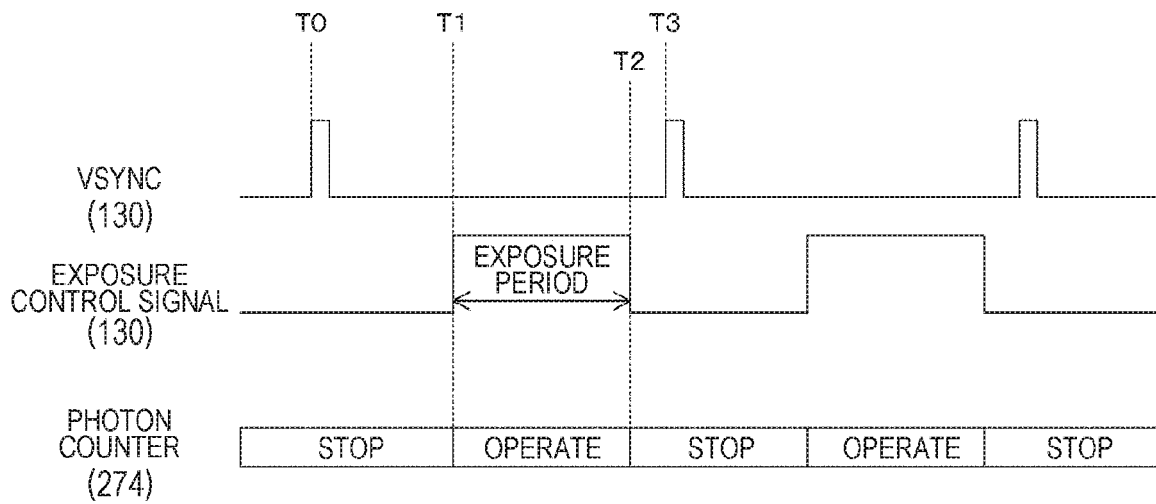 T0 T1 T3
T2
VSYNC
(130)
EXPOSURE
PERIOD
EXPOSURE
CONTROL SIGNAL
(130)
PHOTON
COUNTER
(274)
STOP OPERATE STOP OPERATE STOP